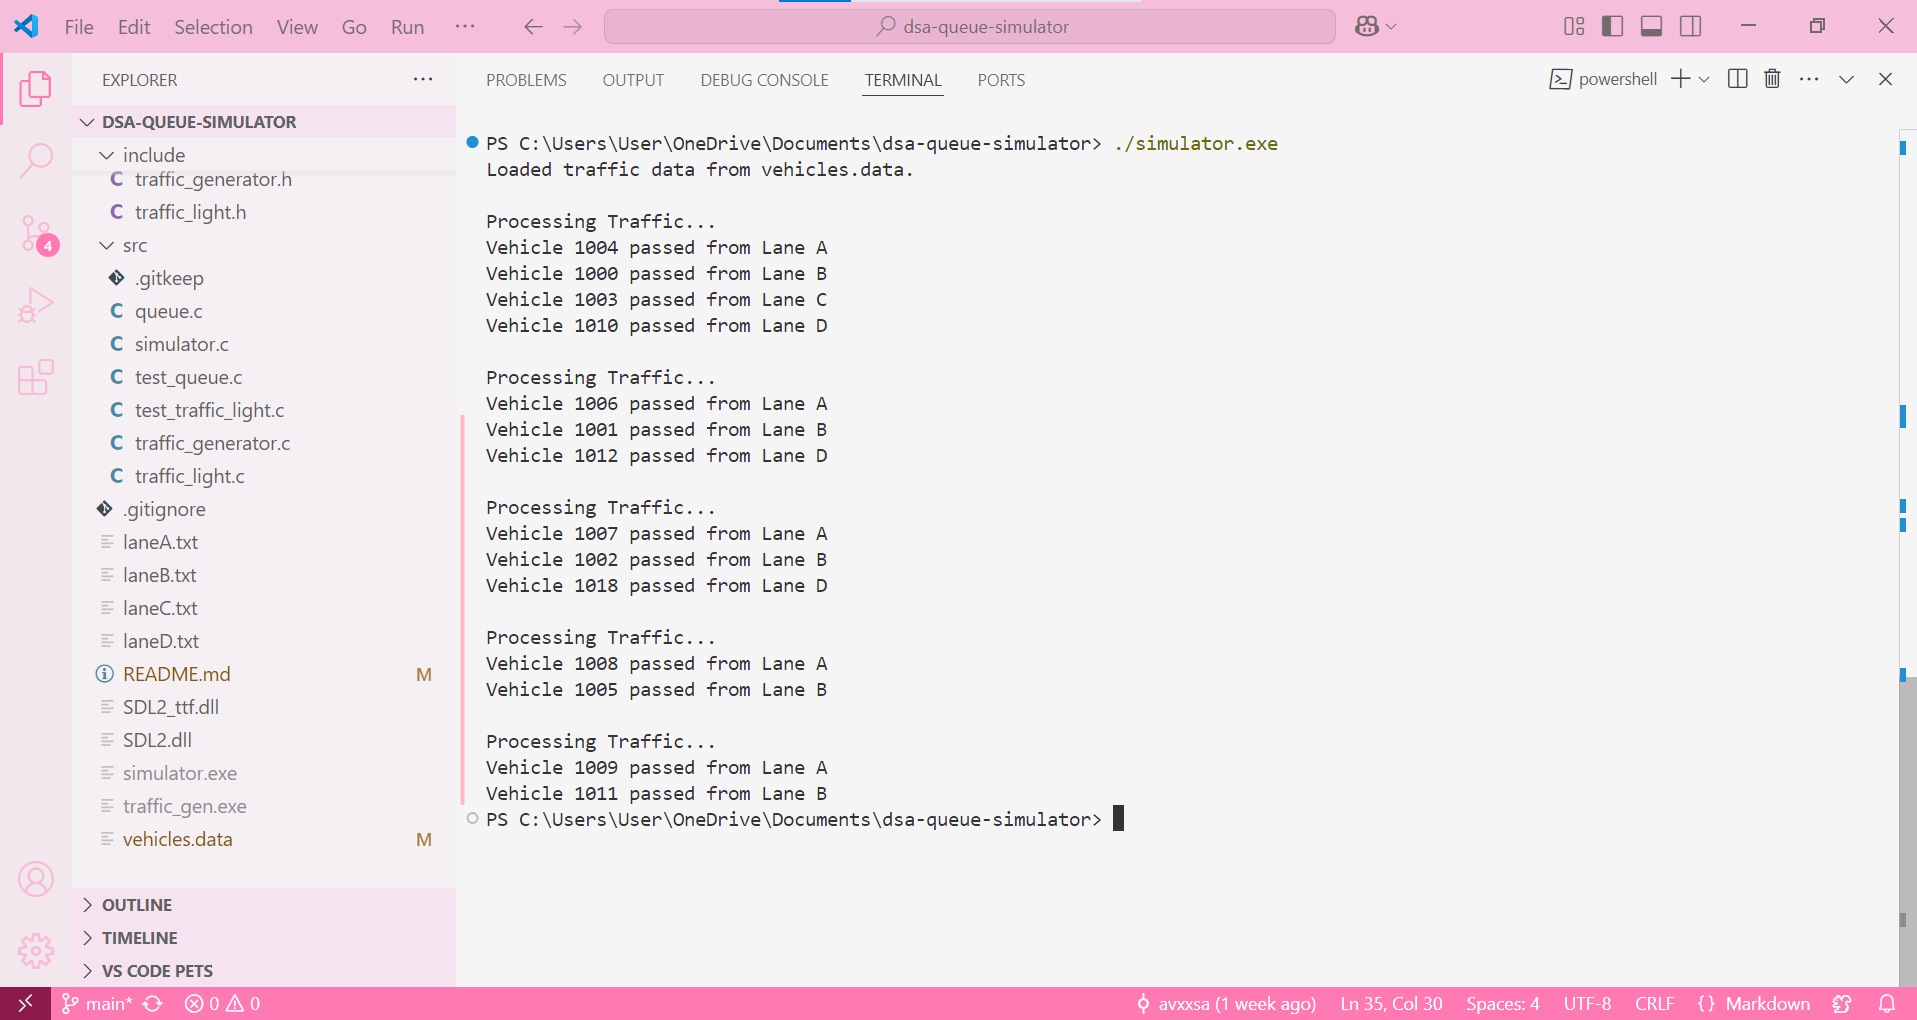 File Edit Selection View Go Run ··· dsa-queue-simulator
EXPLORER ···
DSA-QUEUE-SIMULATOR
include
C traffic_generator.h
C traffic_light.h
src
.gitkeep
C queue.c
C simulator.c
C test_queue.c
C test_traffic_light.c
C traffic_generator.c
C traffic_light.c
.gitignore
laneA.txt
laneB.txt
laneC.txt
laneD.txt
README.md M
SDL2_ttf.dll
SDL2.dll
simulator.exe
traffic_gen.exe
vehicles.data M
OUTLINE
TIMELINE
VS CODE PETS
4
PROBLEMS OUTPUT DEBUG CONSOLE TERMINAL PORTS powershell ···
PS C:\Users\User\OneDrive\Documents\dsa-queue-simulator> ./simulator.exe
Loaded traffic data from vehicles.data.
Processing Traffic...
Vehicle 1004 passed from Lane A
Vehicle 1000 passed from Lane B
Vehicle 1003 passed from Lane C
Vehicle 1010 passed from Lane D
Processing Traffic...
Vehicle 1006 passed from Lane A
Vehicle 1001 passed from Lane B
Vehicle 1012 passed from Lane D
Processing Traffic...
Vehicle 1007 passed from Lane A
Vehicle 1002 passed from Lane B
Vehicle 1018 passed from Lane D
Processing Traffic...
Vehicle 1008 passed from Lane A
Vehicle 1005 passed from Lane B
Processing Traffic...
Vehicle 1009 passed from Lane A
Vehicle 1011 passed from Lane B
PS C:\Users\User\OneDrive\Documents\dsa-queue-simulator>
main* 0 0 avxxsa (1 week ago) Ln 35, Col 30 Spaces: 4 UTF-8 CRLF {} Markdown